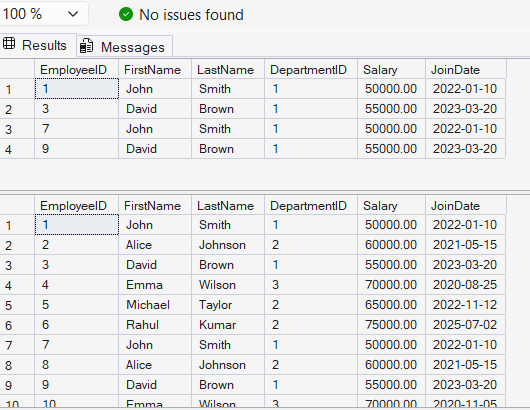 100 % No issues found
Results Messages
EmployeeID FirstName LastName DepartmentID Salary JoinDate
1 1 John Smith 1 50000.00 2022-01-10
2 3 David Brown 1 55000.00 2023-03-20
3 7 John Smith 1 50000.00 2022-01-10
4 9 David Brown 1 55000.00 2023-03-20
EmployeeID FirstName LastName DepartmentID Salary JoinDate
1 1 John Smith 1 50000.00 2022-01-10
2 2 Alice Johnson 2 60000.00 2021-05-15
3 3 David Brown 1 55000.00 2023-03-20
4 4 Emma Wilson 3 70000.00 2020-08-25
5 5 Michael Taylor 2 65000.00 2022-11-12
6 6 Rahul Kumar 2 75000.00 2025-07-02
7 7 John Smith 1 50000.00 2022-01-10
8 8 Alice Johnson 2 60000.00 2021-05-15
9 9 David Brown 1 55000.00 2023-03-20
10 10 Emma Wilson 3 70000.00 2020-11-05